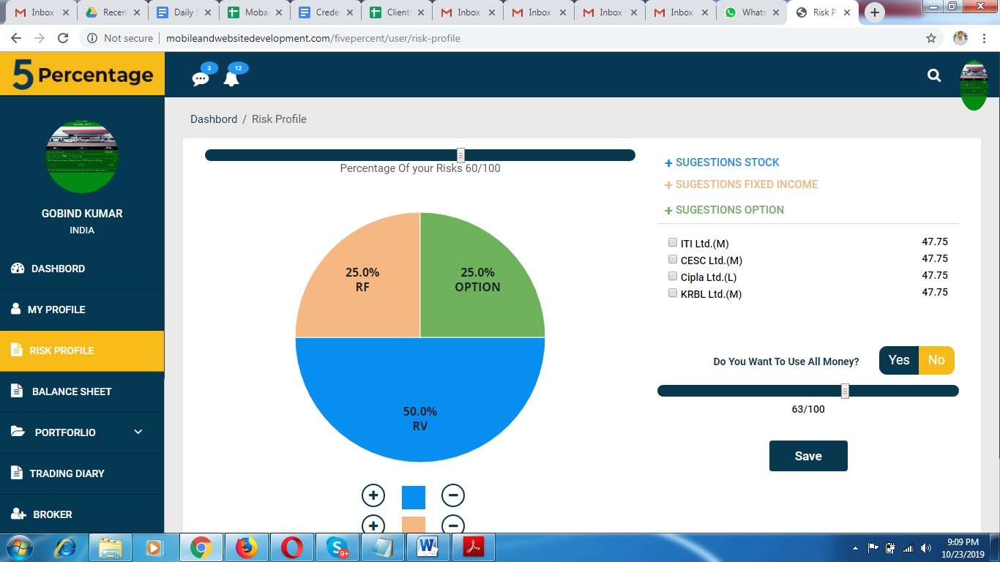 Inbox
Recen
Daily S
Moba
Crede
Client
Inbox
Inbox
Inbox
Inbox
Whats
Risk P
Not secure | mobileandwebsitedevelopment.com/fivepercent/user/risk-profile
5 Percentage
3
12
Dashbord / Risk Profile
GOBIND KUMAR
INDIA
DASHBORD
MY PROFILE
RISK PROFILE
BALANCE SHEET
PORTFORLIO
TRADING DIARY
BROKER
Percentage Of your Risks 60/100
25.0%
RF
25.0%
OPTION
50.0%
RV
+ SUGESTIONS STOCK
+ SUGESTIONS FIXED INCOME
+ SUGESTIONS OPTION
ITI Ltd.(M) 47.75
CESC Ltd.(M) 47.75
Cipla Ltd.(L) 47.75
KRBL Ltd.(M) 47.75
Do You Want To Use All Money? Yes No
63/100
Save
9+
9:09 PM
10/23/2019